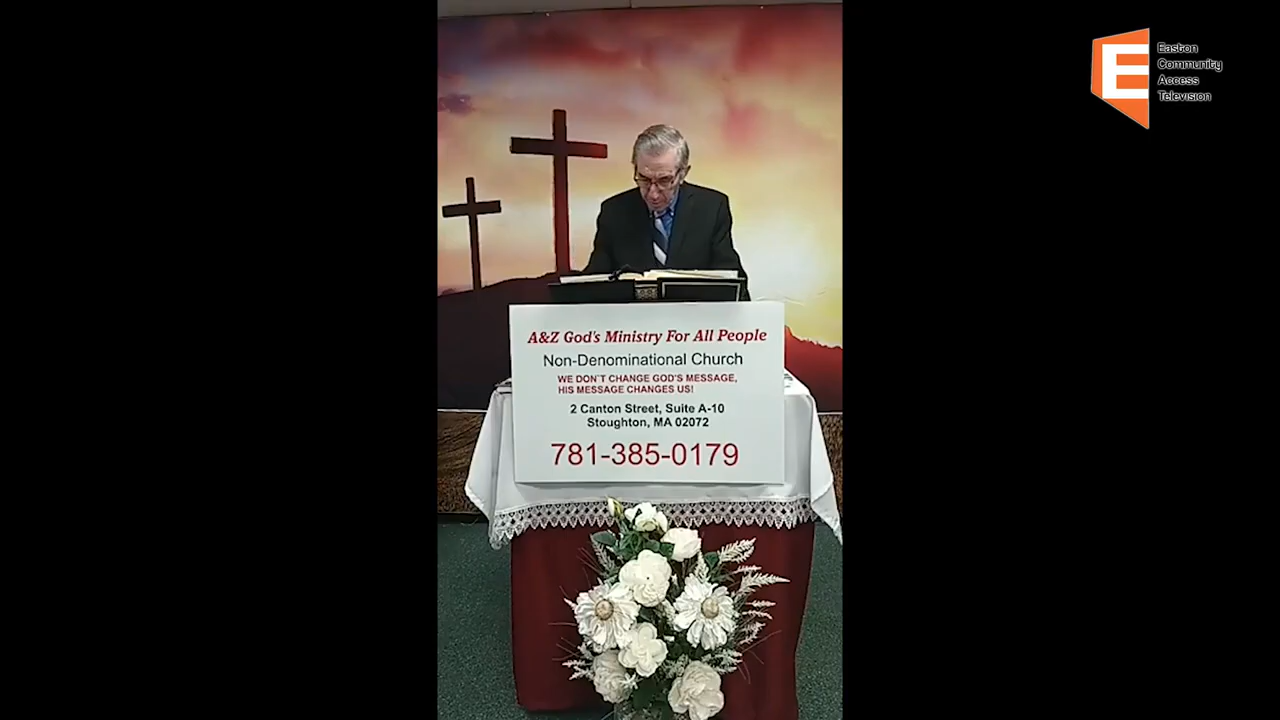 E
Easton
Community
Access
Television
A&Z God's Ministry For All People
Non-Denominational Church
WE DON'T CHANGE GOD'S MESSAGE,
HIS MESSAGE CHANGES US!
2 Canton Street, Suite A-10
Stoughton, MA 02072
781-385-0179